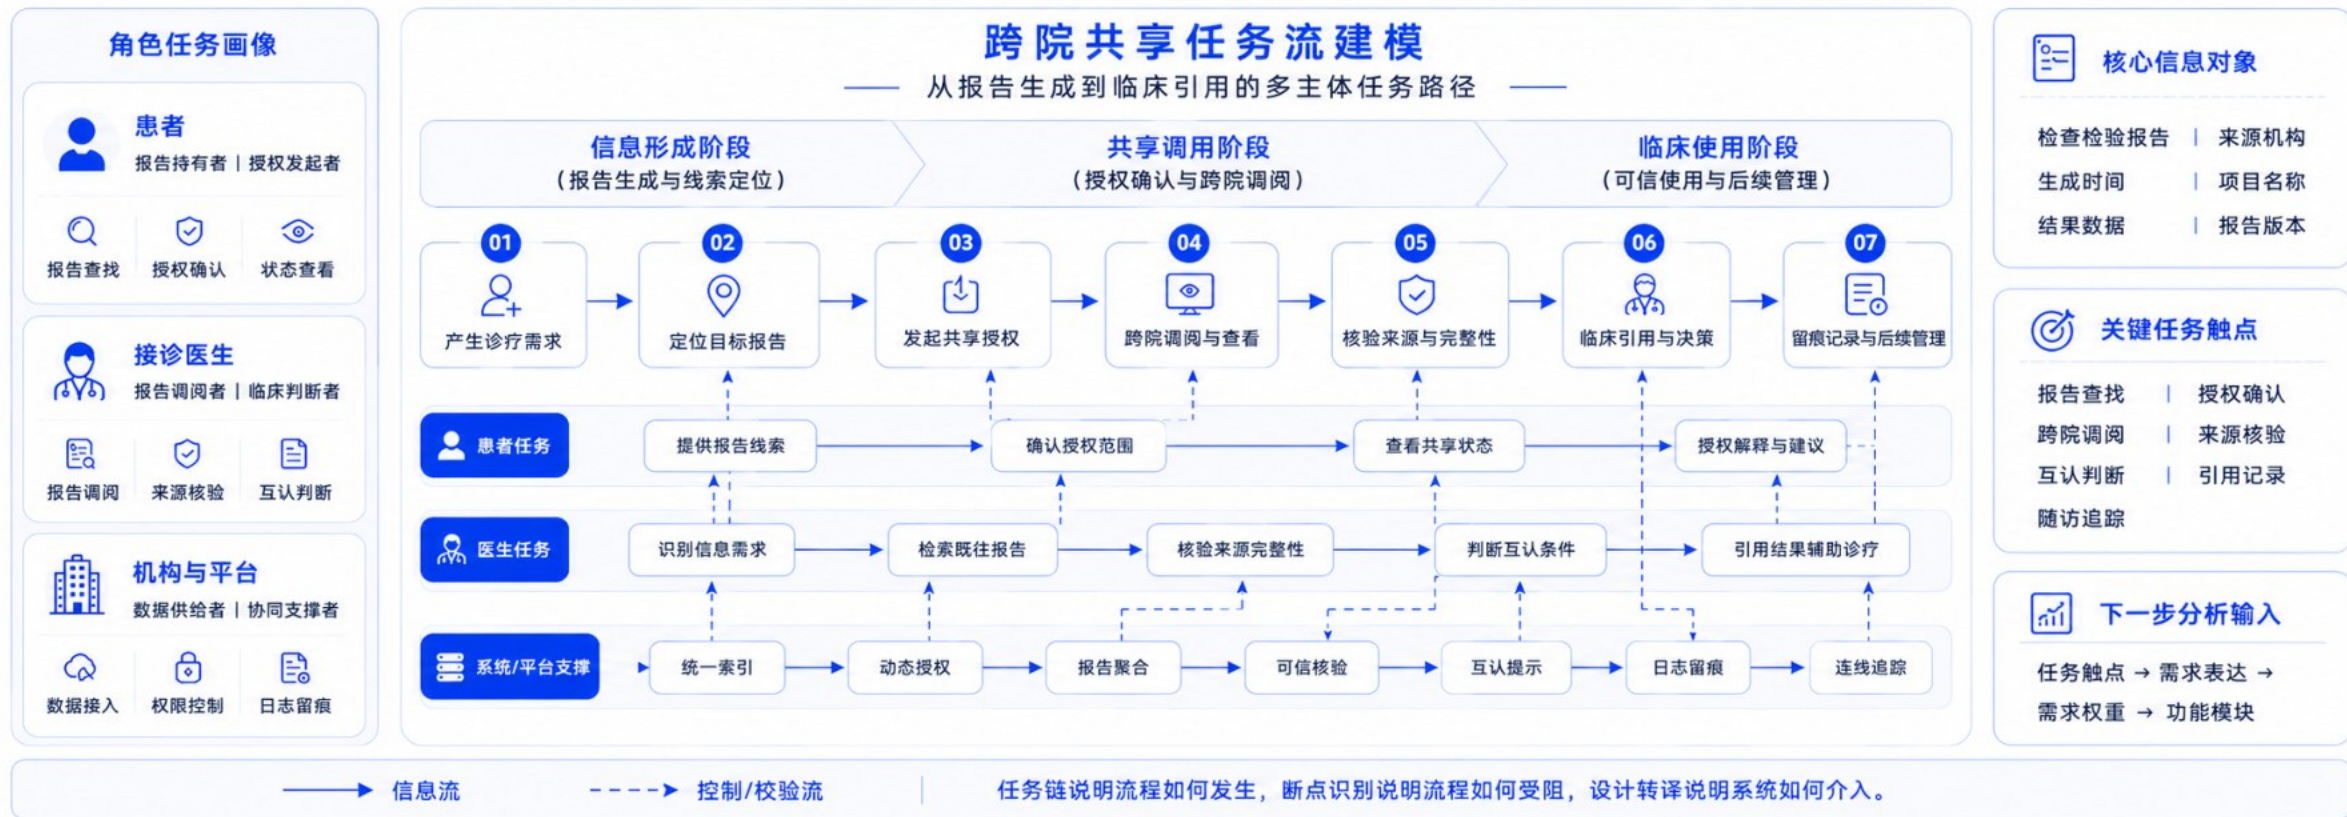 角色任务画像
患者
报告持有者 | 授权发起者
报告查找 授权确认 状态查看
接诊医生
报告调阅者 | 临床判断者
报告调阅 来源核验 互认判断
机构与平台
数据供给者 | 协同支撑者
数据接入 权限控制 日志留痕
跨院共享任务流建模
从报告生成到临床引用的多主体任务路径
信息形成阶段
(报告生成与线索定位)
共享调用阶段
(授权确认与跨院调阅)
临床使用阶段
(可信使用与后续管理)
01
产生诊疗需求
02
定位目标报告
03
发起共享授权
04
跨院调阅与查看
05
核验来源与完整性
06
临床引用与决策
07
留痕记录与后续管理
患者任务
提供报告线索
确认授权范围
查看共享状态
授权解释与建议
医生任务
识别信息需求
检索既往报告
核验来源完整性
判断互认条件
引用结果辅助诊疗
系统/平台支撑
统一索引
动态授权
报告聚合
可信核验
互认提示
日志留痕
连线追踪
核心信息对象
检查检验报告 | 来源机构
生成时间 | 项目名称
结果数据 | 报告版本
关键任务触点
报告查找 | 授权确认
跨院调阅 | 来源核验
互认判断 | 引用记录
随访追踪
下一步分析输入
任务触点 → 需求表达 →
需求权重 → 功能模块
信息流
控制/校验流
任务链说明流程如何发生，断点识别说明流程如何受阻，设计转译说明系统如何介入。